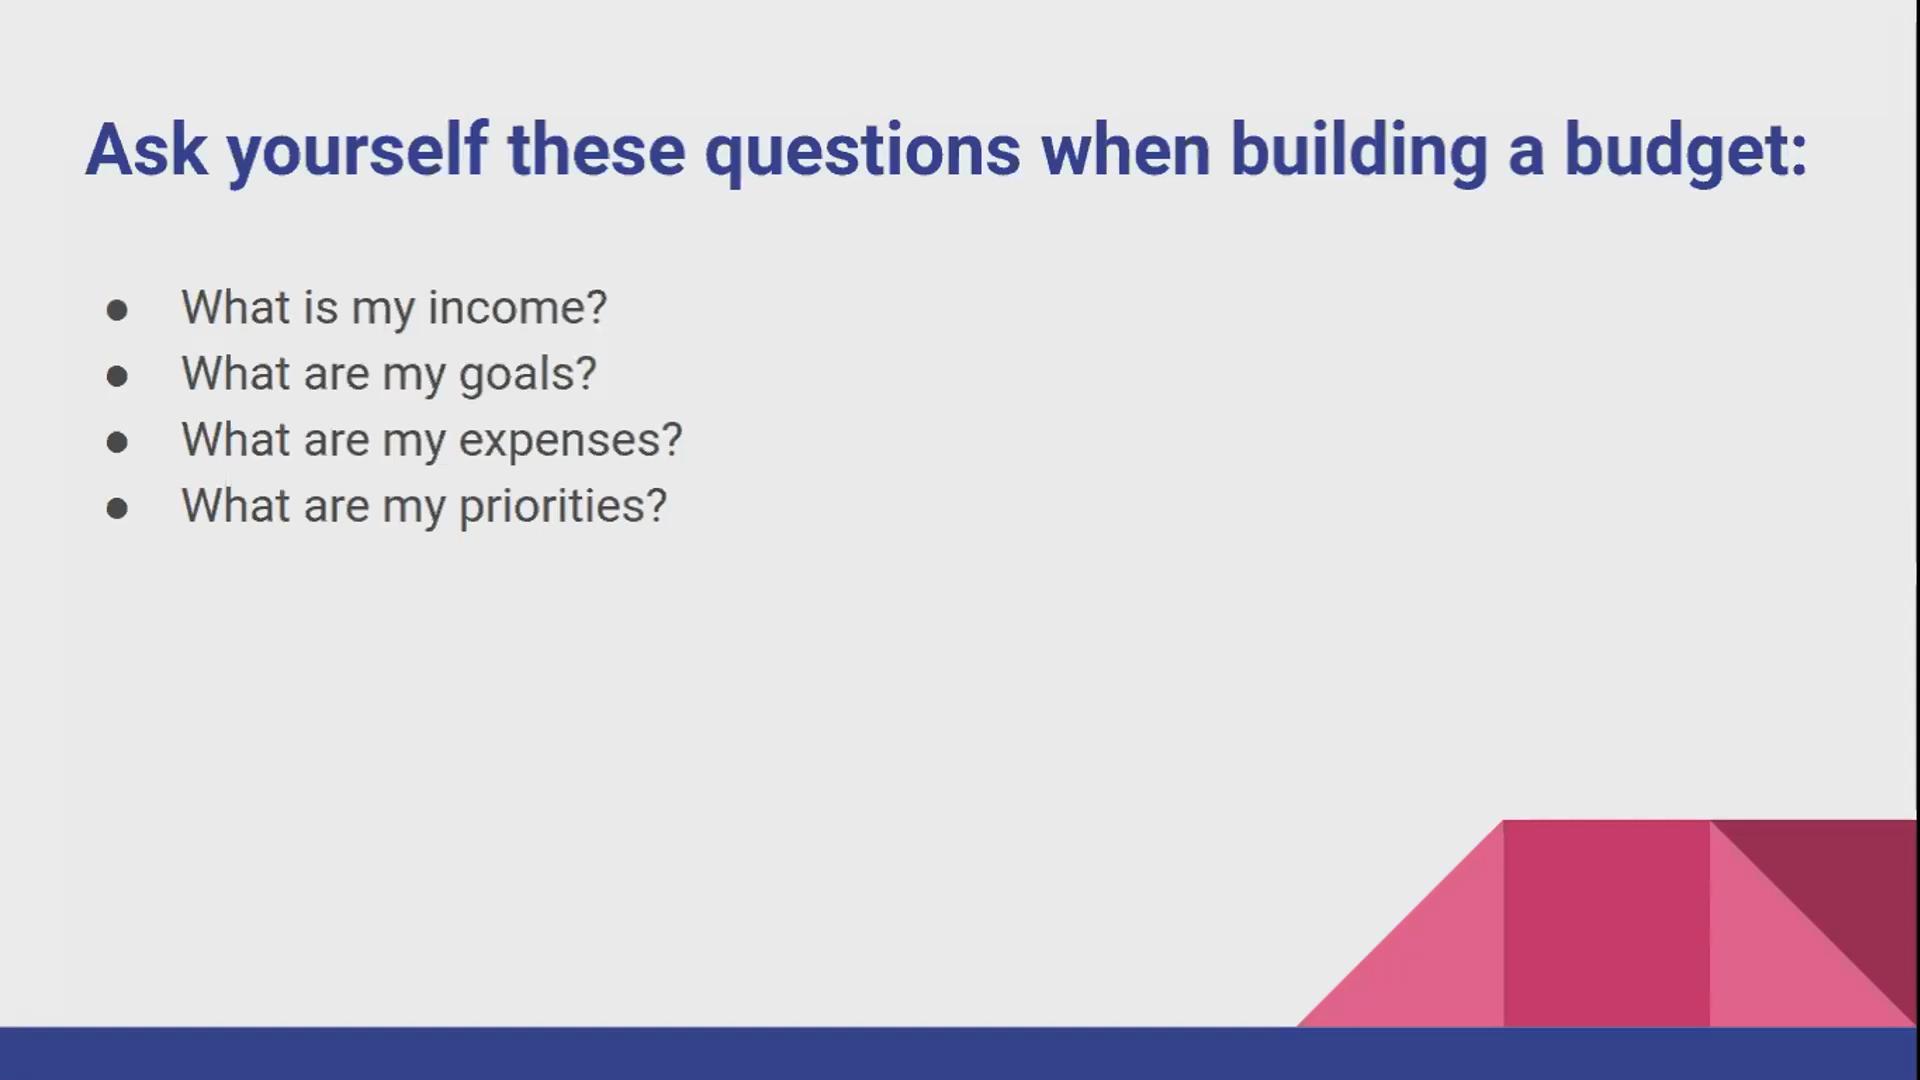 Ask yourself these questions when building a budget:
● What is my income?
● What are my goals?
● What are my expenses?
● What are my priorities?